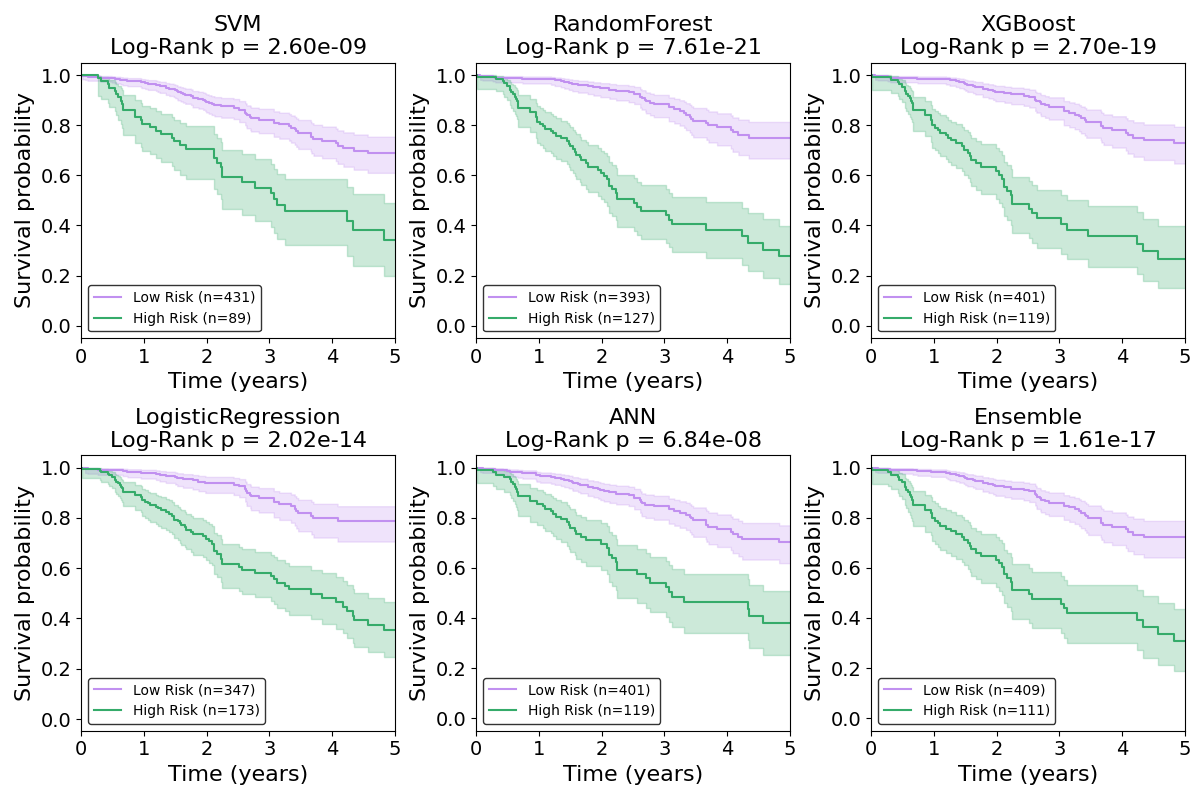 SVM
Log-Rank p = 2.60e-09
Survival probability
1.0
0.8
0.6
0.4
0.2
0.0
Low Risk (n=431)
High Risk (n=89)
0 1 2 3 4 5
Time (years)
RandomForest
Log-Rank p = 7.61e-21
Survival probability
1.0
0.8
0.6
0.4
0.2
0.0
Low Risk (n=393)
High Risk (n=127)
0 1 2 3 4 5
Time (years)
XGBoost
Log-Rank p = 2.70e-19
Survival probability
1.0
0.8
0.6
0.4
0.2
0.0
Low Risk (n=401)
High Risk (n=119)
0 1 2 3 4 5
Time (years)
LogisticRegression
Log-Rank p = 2.02e-14
Survival probability
1.0
0.8
0.6
0.4
0.2
0.0
Low Risk (n=347)
High Risk (n=173)
0 1 2 3 4 5
Time (years)
ANN
Log-Rank p = 6.84e-08
Survival probability
1.0
0.8
0.6
0.4
0.2
0.0
Low Risk (n=401)
High Risk (n=119)
0 1 2 3 4 5
Time (years)
Ensemble
Log-Rank p = 1.61e-17
Survival probability
1.0
0.8
0.6
0.4
0.2
0.0
Low Risk (n=409)
High Risk (n=111)
0 1 2 3 4 5
Time (years)